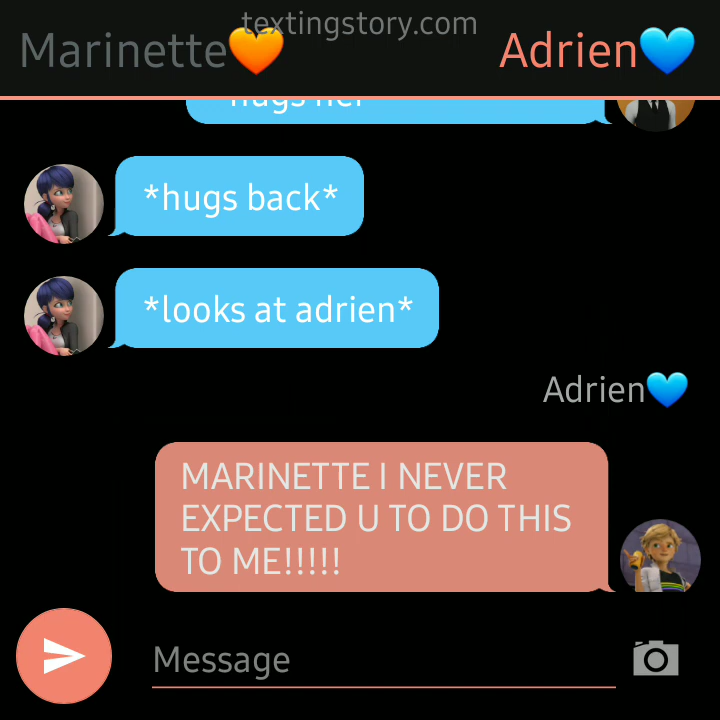 textingstory.com
Marinette🧡 Adrien💙
*hugs her
*hugs back*
*looks at adrien*
Adrien💙
MARINETTE I NEVER
EXPECTED U TO DO THIS
TO ME!!!!!
Message